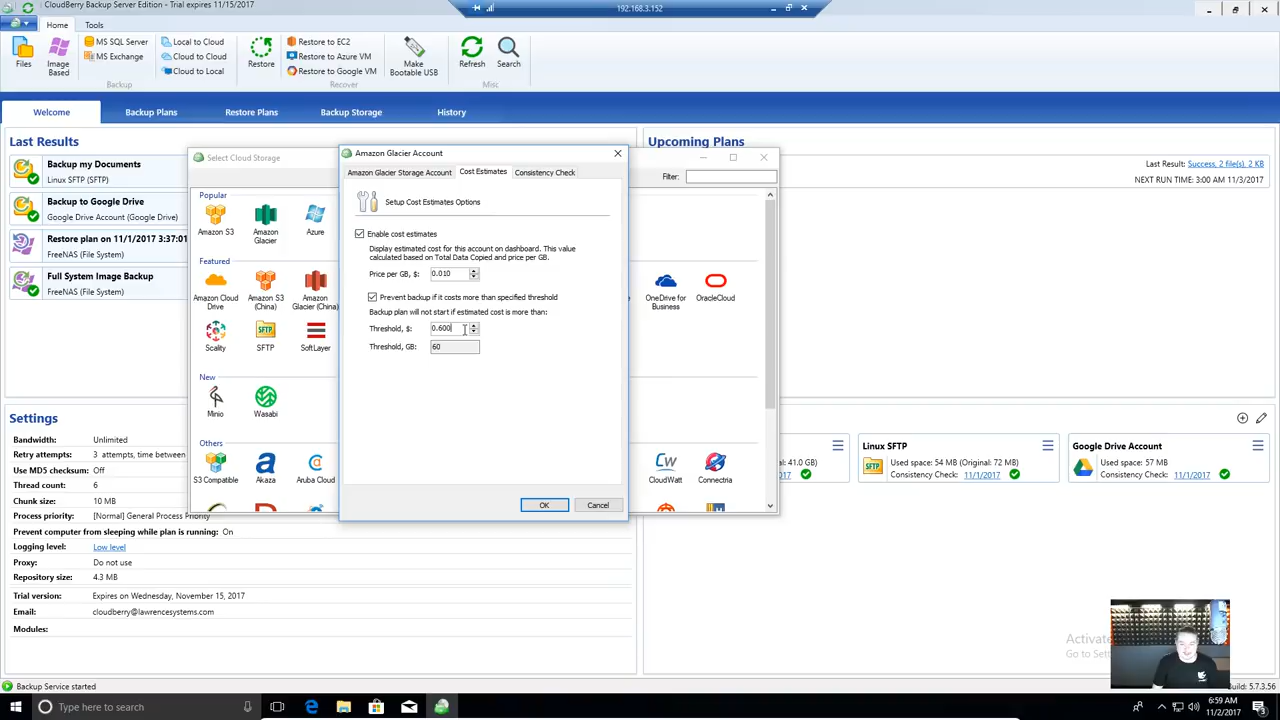 CloudBerry Backup Server Edition - Trial expires 11/15/2017
192.168.3.152
Home
Tools
Files
Image
Based
MS SQL Server
MS Exchange
Backup
Local to Cloud
Cloud to Cloud
Cloud to Local
Restore
Restore to EC2
Restore to Azure VM
Restore to Google VM
Recover
Make
Bootable USB
Refresh
Search
Misc
Welcome
Backup Plans
Restore Plans
Backup Storage
History
Last Results
Backup my Documents
Linux SFTP (SFTP)
Backup to Google Drive
Google Drive Account (Google Drive)
Restore plan on 11/1/2017 3:37:01
FreeNAS (File System)
Full System Image Backup
FreeNAS (File System)
Upcoming Plans
Last Result: Success, 2 file(s), 2 KB
NEXT RUN TIME: 3:00 AM 11/3/2017
Select Cloud Storage
Filter:
Popular
Amazon S3
Amazon
Glacier
Azure
Featured
Amazon Cloud
Drive
Amazon S3
(China)
Amazon
Glacier (China)
OneDrive for
Business
OracleCloud
Scality
SFTP
SoftLayer
New
Minio
Wasabi
Others
S3 Compatible
Akaza
Aruba Cloud
CloudWatt
Connectria
Amazon Glacier Account
Amazon Glacier Storage Account
Cost Estimates
Consistency Check
Setup Cost Estimates Options
Enable cost estimates
Display estimated cost for this account on dashboard. This value
calculated based on Total Data Copied and price per GB.
Price per GB, $:
0.010
Prevent backup if it costs more than specified threshold
Backup plan will not start if estimated cost is more than:
Threshold, $:
0.600
Threshold, GB:
60
OK
Cancel
Settings
Bandwidth: Unlimited
Retry attempts: 3 attempts, time between
Use MD5 checksum: Off
Thread count: 6
Chunk size: 10 MB
Process priority: [Normal] General Process Priority
Prevent computer from sleeping while plan is running: On
Logging level: Low level
Proxy: Do not use
Repository size: 4.3 MB
Trial version: Expires on Wednesday, November 15, 2017
Email: cloudberry@lawrencesystems.com
Modules:
41.0 GB)
2017
Linux SFTP
Used space: 54 MB (Original: 72 MB)
Consistency Check: 11/1/2017
Google Drive Account
Used space: 57 MB
Consistency Check: 11/1/2017
Activate
Go to Sett
Backup Service started
Build: 5.7.3.56
Type here to search
6:59 AM
11/2/2017
3